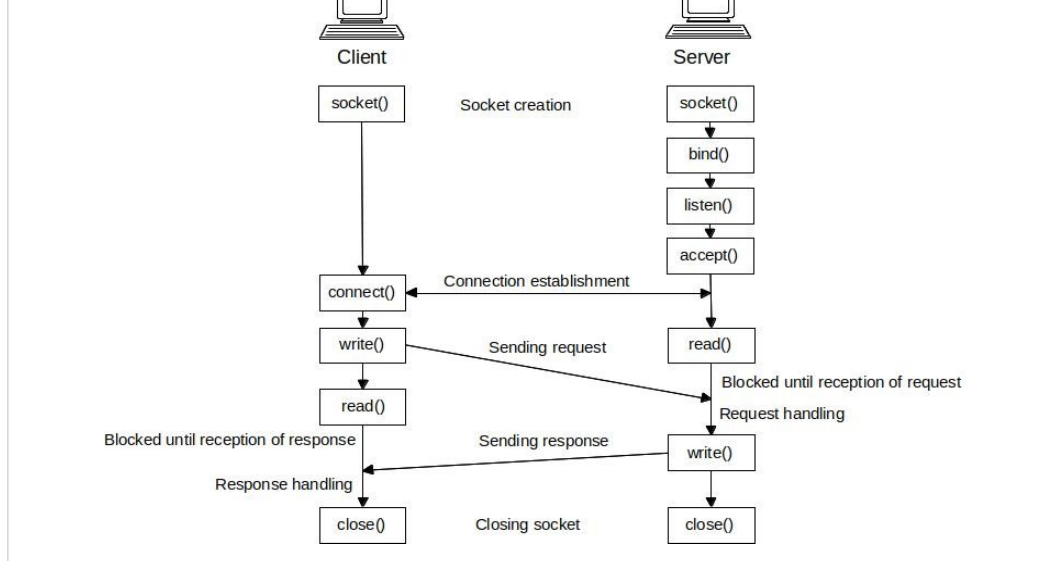 Client
Server
socket()
Socket creation
socket()
bind()
listen()
accept()
Connection establishment
connect()
write()
Sending request
read()
Blocked until reception of request
read()
Request handling
Blocked until reception of response
Sending response
write()
Response handling
close()
Closing socket
close()